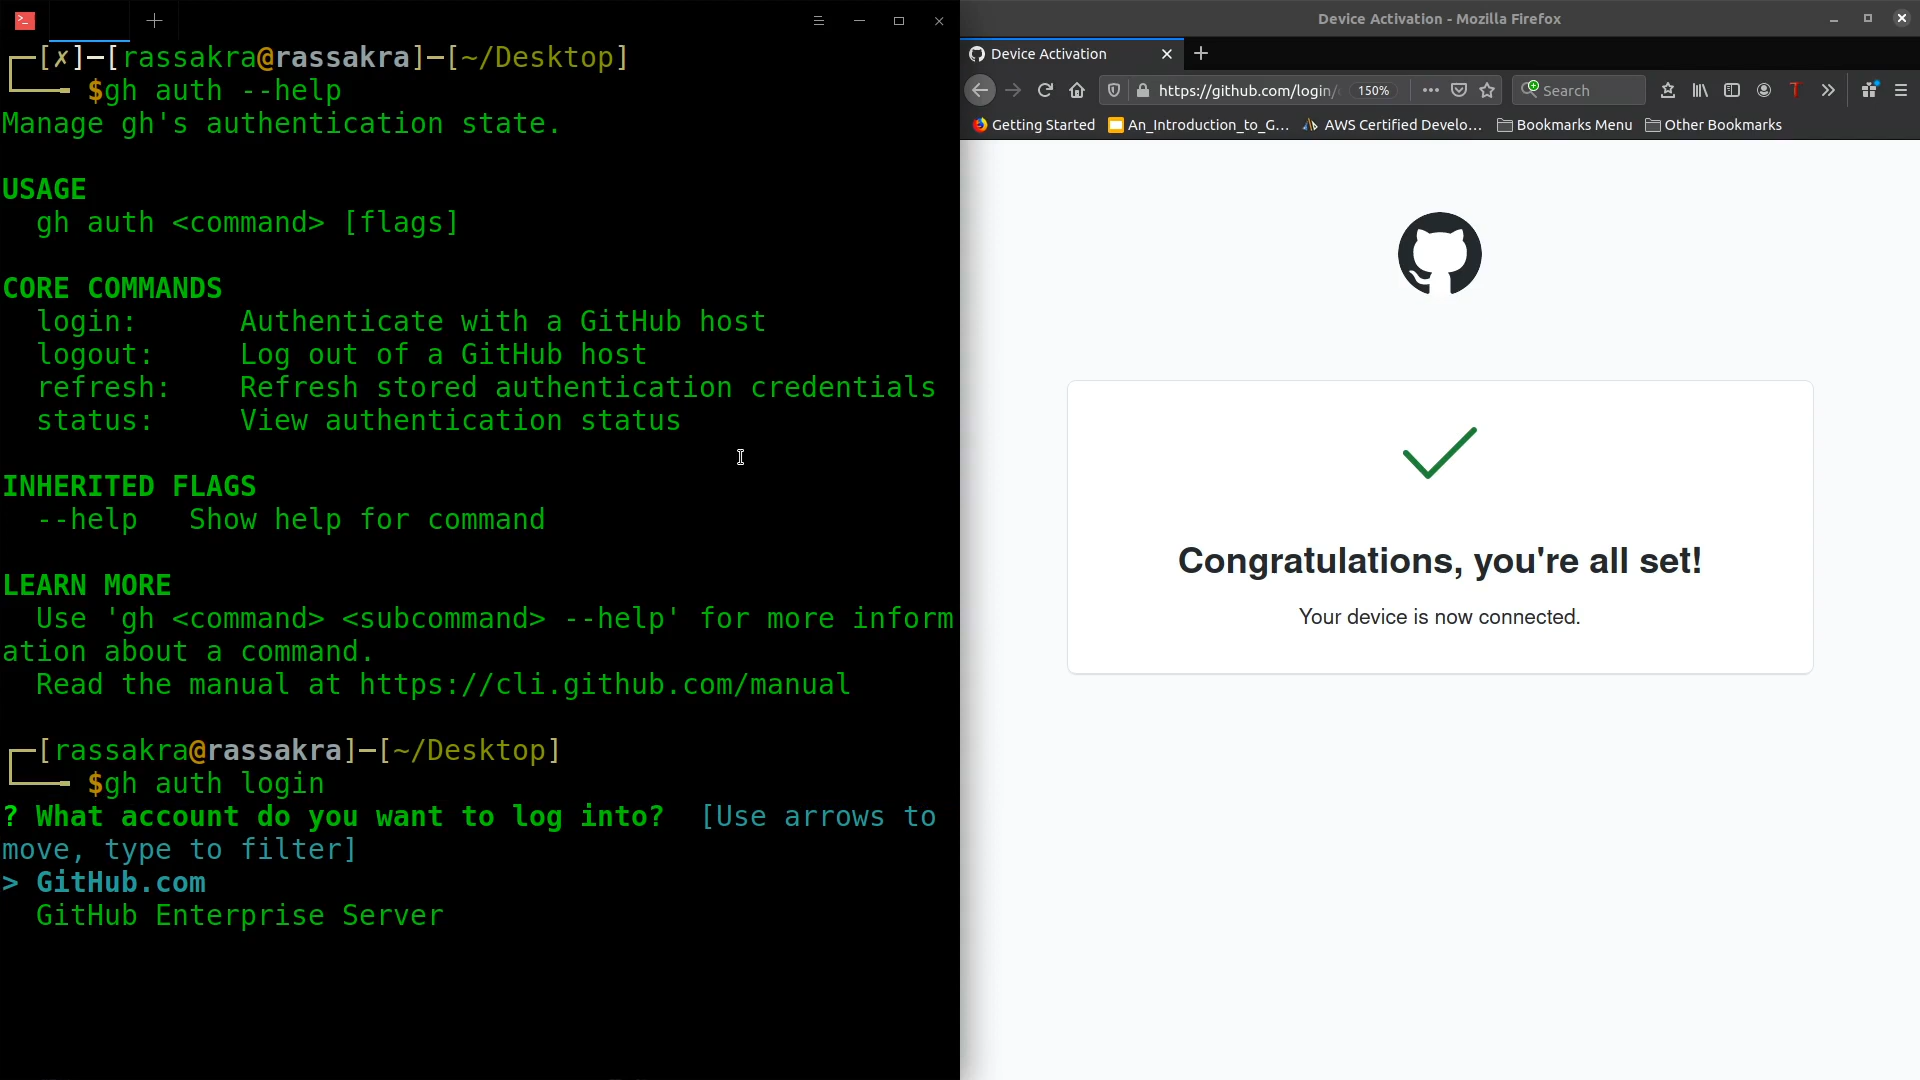 [✗]─[rassakra@rassakra]─[~/Desktop]
$gh auth --help
Manage gh's authentication state.
USAGE
gh auth <command> [flags]
CORE COMMANDS
login: Authenticate with a GitHub host
logout: Log out of a GitHub host
refresh: Refresh stored authentication credentials
status: View authentication status
INHERITED FLAGS
--help Show help for command
LEARN MORE
Use 'gh <command> <subcommand> --help' for more inform
ation about a command.
Read the manual at https://cli.github.com/manual
[rassakra@rassakra]─[~/Desktop]
$gh auth login
? What account do you want to log into? [Use arrows to
move, type to filter]
> GitHub.com
GitHub Enterprise Server
Device Activation - Mozilla Firefox
Device Activation
https://github.com/login/ 150% Search
Getting Started An_Introduction_to_G... AWS Certified Develo... Bookmarks Menu Other Bookmarks
Congratulations, you're all set!
Your device is now connected.